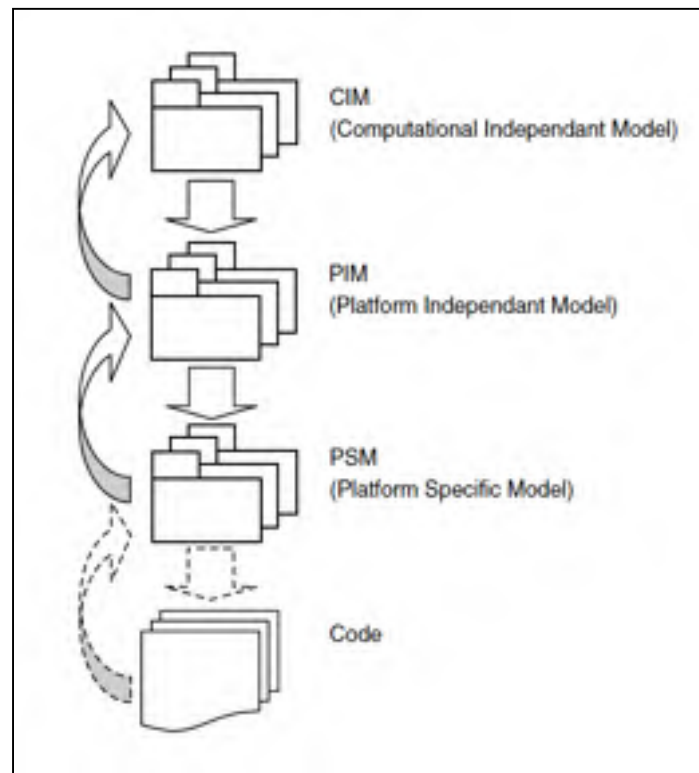 CIM
(Computational Independant Model)
PIM
(Platform Independant Model)
PSM
(Platform Specific Model)
Code